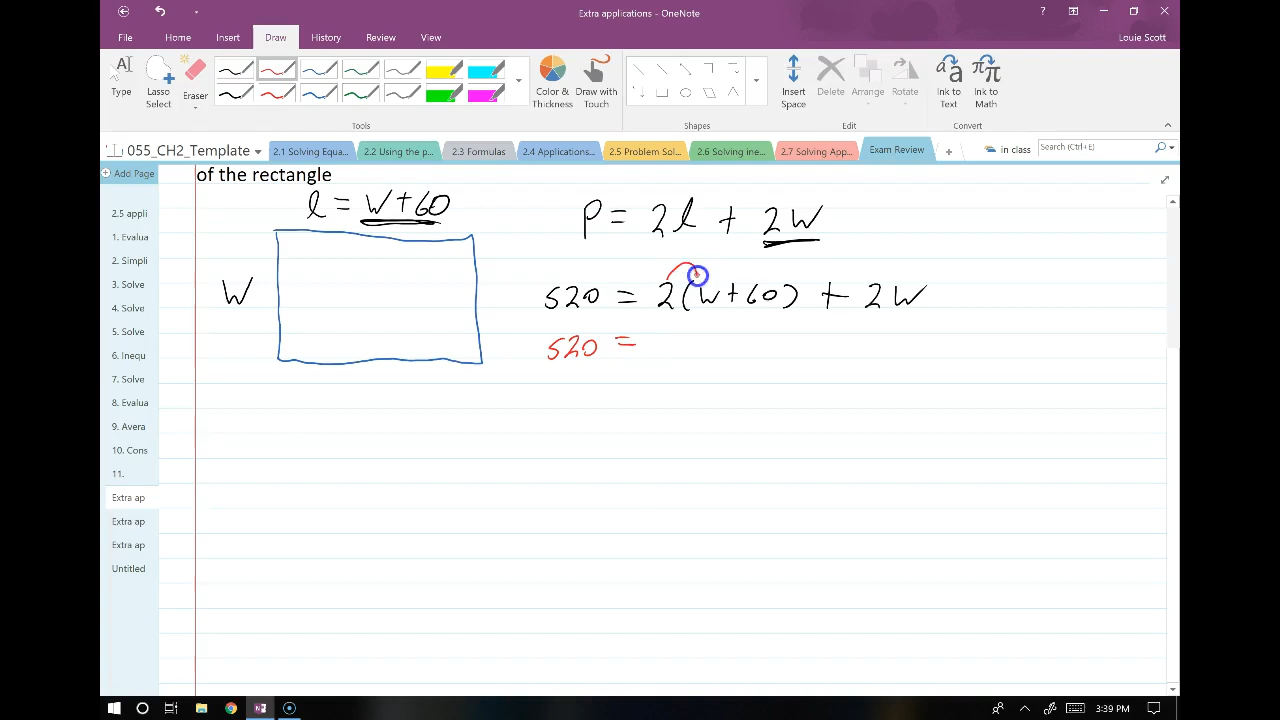 Extra applications - OneNote
?
File
Home
Insert
Draw
History
Review
View
Louie Scott
Type
Lasso Select
Eraser
Color & Thickness
Draw with Touch
Insert Space
Delete
Arrange
Rotate
Ink to Text
Ink to Math
Tools
Shapes
Edit
Convert
055_CH2_Template
2.1 Solving Equa...
2.2 Using the p...
2.3 Formulas
2.4 Applications...
2.5 Problem Sol...
2.6 Solving ine...
2.7 Solving App...
Exam Review
+
in class
Search (Ctrl+E)
Add Page
2.5 appli
1. Evalua
2. Simpli
3. Solve
4. Solve
5. Solve
6. Inequ
7. Solve
8. Evalua
9. Avera
10. Cons
11.
Extra ap
Extra ap
Extra ap
Untitled
of the rectangle
l = W+60
W
P = 2l + 2W
520 = 2(W+60) + 2W
520 =
3:39 PM